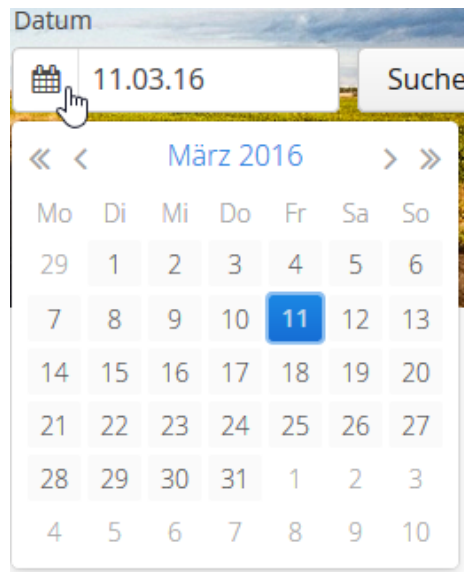 Datum
11.03.16 Suche
« < März 2016 > »
Mo Di Mi Do Fr Sa So
29 1 2 3 4 5 6
7 8 9 10 11 12 13
14 15 16 17 18 19 20
21 22 23 24 25 26 27
28 29 30 31 1 2 3
4 5 6 7 8 9 10